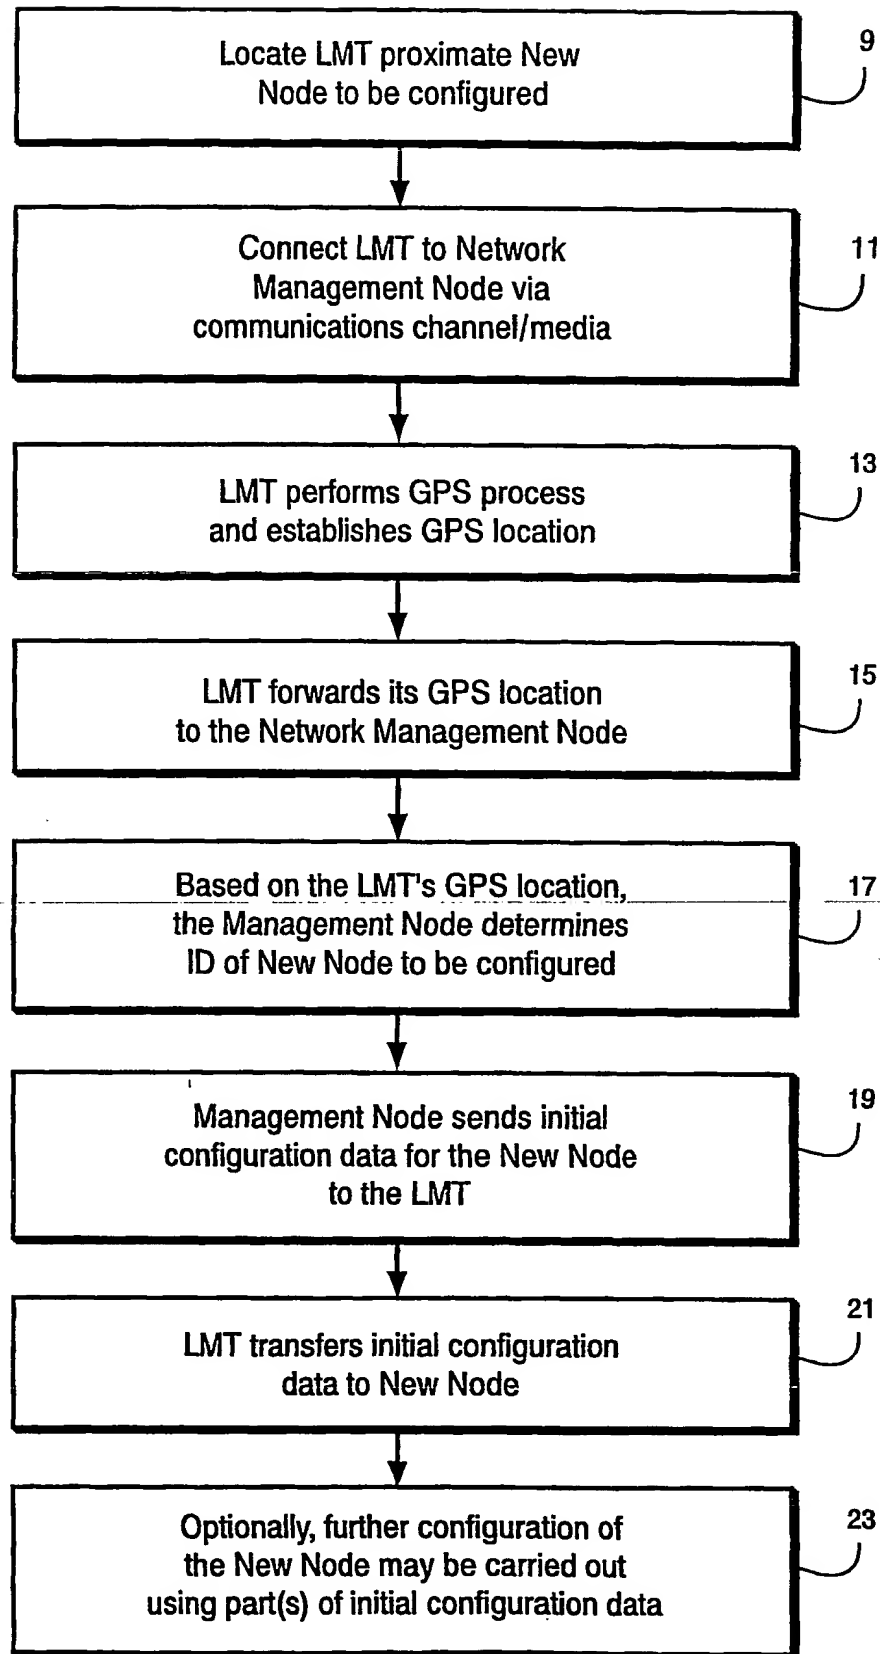 Locate LMT proximate New
Node to be configured
9
Connect LMT to Network
Management Node via
communications channel/media
11
LMT performs GPS process
and establishes GPS location
13
LMT forwards its GPS location
to the Network Management Node
15
Based on the LMT's GPS location,
the Management Node determines
ID of New Node to be configured
17
Management Node sends initial
configuration data for the New Node
to the LMT
19
LMT transfers initial configuration
data to New Node
21
Optionally, further configuration of
the New Node may be carried out
using part(s) of initial configuration data
23